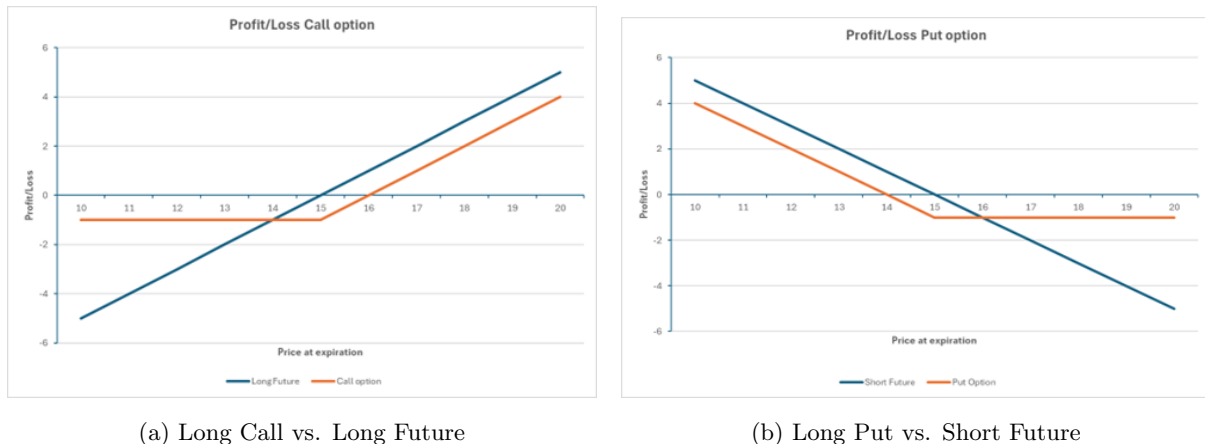 Profit/Loss Call option
6
4
2
0
-2
-4
-6
10 11 12 13 14 15 16 17 18 19 20
Profit/Loss
Price at expiration
Long Future Call option
(a) Long Call vs. Long Future
Profit/Loss Put option
6
4
2
0
-2
-4
-6
10 11 12 13 14 15 16 17 18 19 20
Profit/Loss
Price at expiration
Short Future Put Option
(b) Long Put vs. Short Future